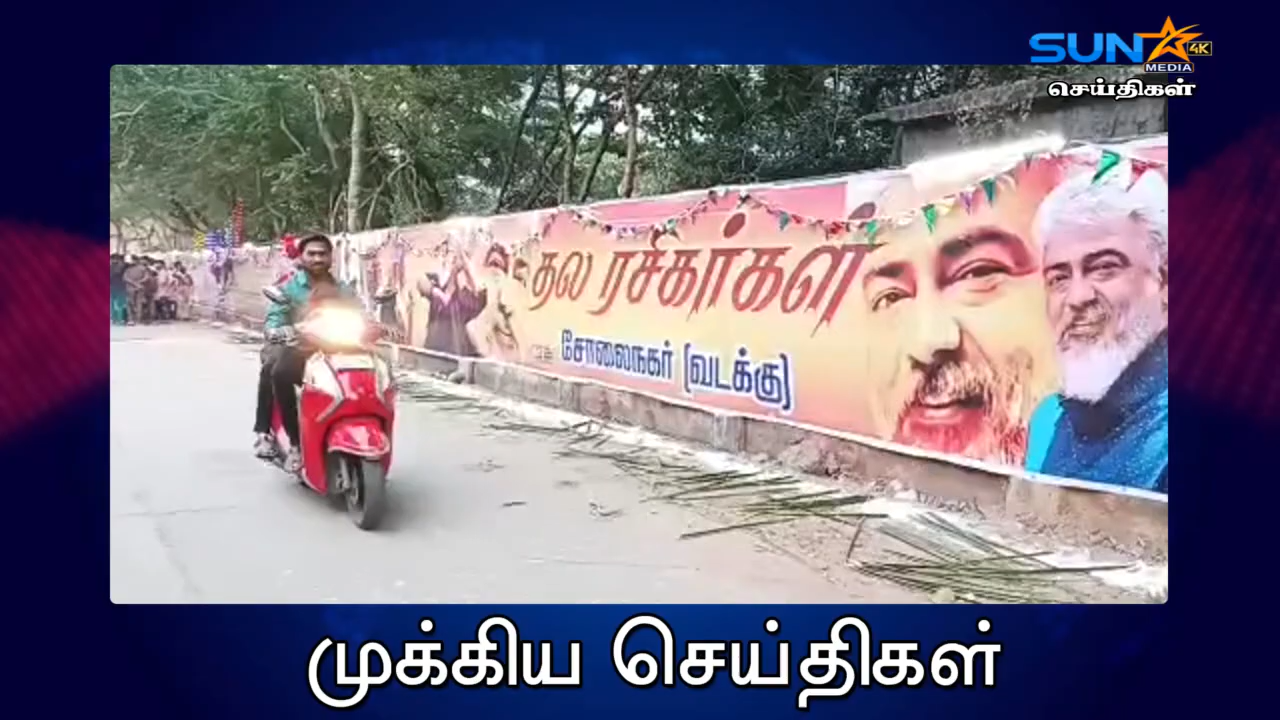 SUN
4K
MEDIA
செய்திகள்
தல ரசிகர்கள்
சோலைநகர் (வடக்கு)
முக்கிய செய்திகள்